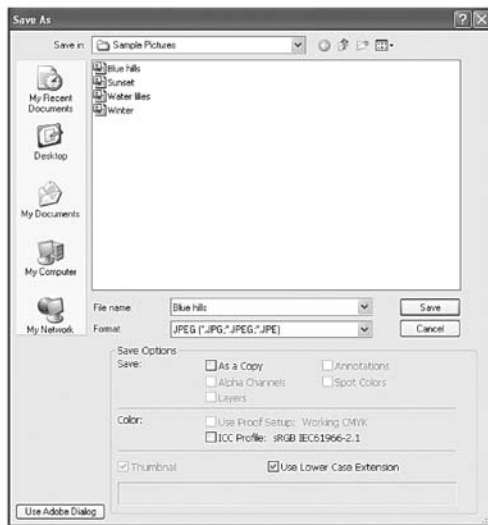 Save As
Save in: Sample Pictures
My Recent
Documents
Desktop
My Documents
My Computer
My Network
Blue hills
Sunset
Water lilies
Winter
File name: Blue hills Save
Format: JPEG (*.JPG;*.JPEG;*.JPE) Cancel
Save Options
Save: As a Copy Annotations
Alpha Channels Spot Colors
Layers
Color: Use Proof Setup: Working CMYK
ICC Profile: sRGB IEC61966-2.1
Thumbnail Use Lower Case Extension
Use Adobe Dialog